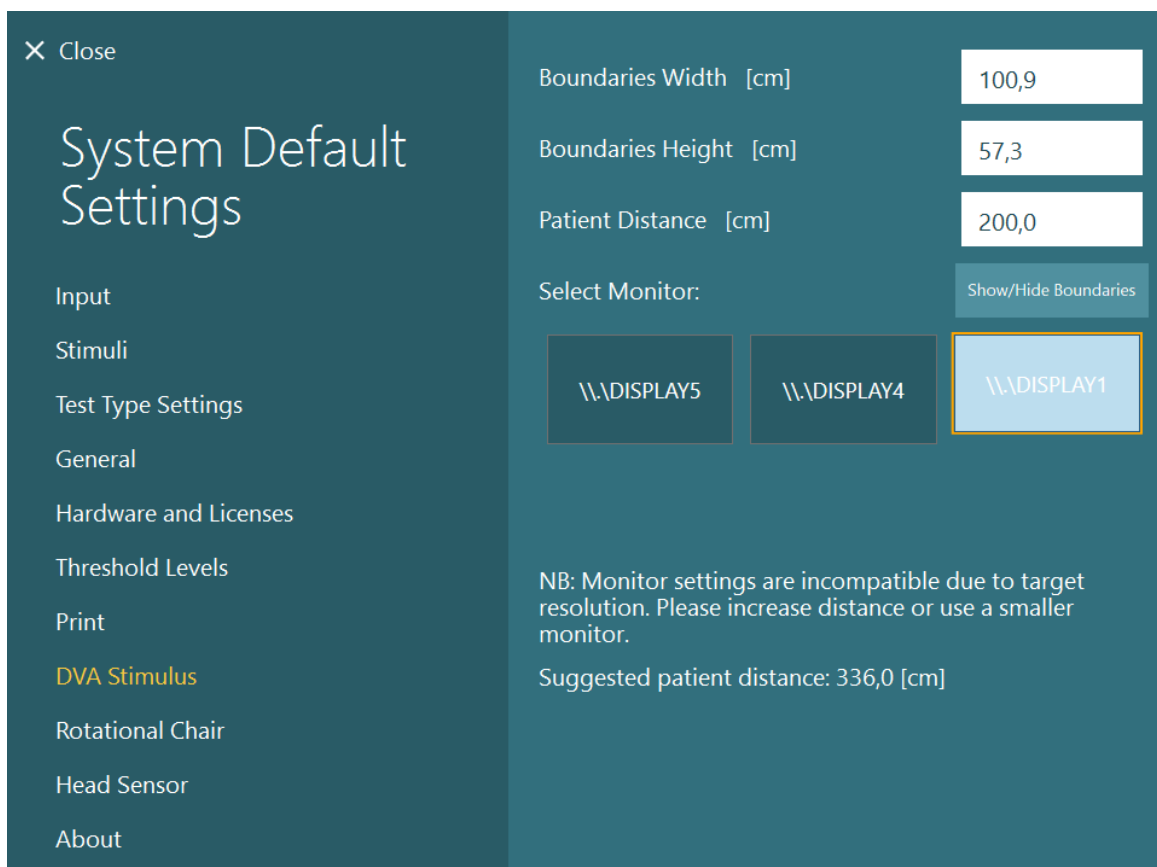 Close
System Default
Settings
Input
Stimuli
Test Type Settings
General
Hardware and Licenses
Threshold Levels
Print
DVA Stimulus
Rotational Chair
Head Sensor
About
Boundaries Width [cm]
100,9
Boundaries Height [cm]
57,3
Patient Distance [cm]
200,0
Select Monitor:
Show/Hide Boundaries
\\.\DISPLAY5
\\.\DISPLAY4
\\.\DISPLAY1
NB: Monitor settings are incompatible due to target
resolution. Please increase distance or use a smaller
monitor.
Suggested patient distance: 336,0 [cm]